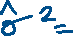 σ̂ 2 =